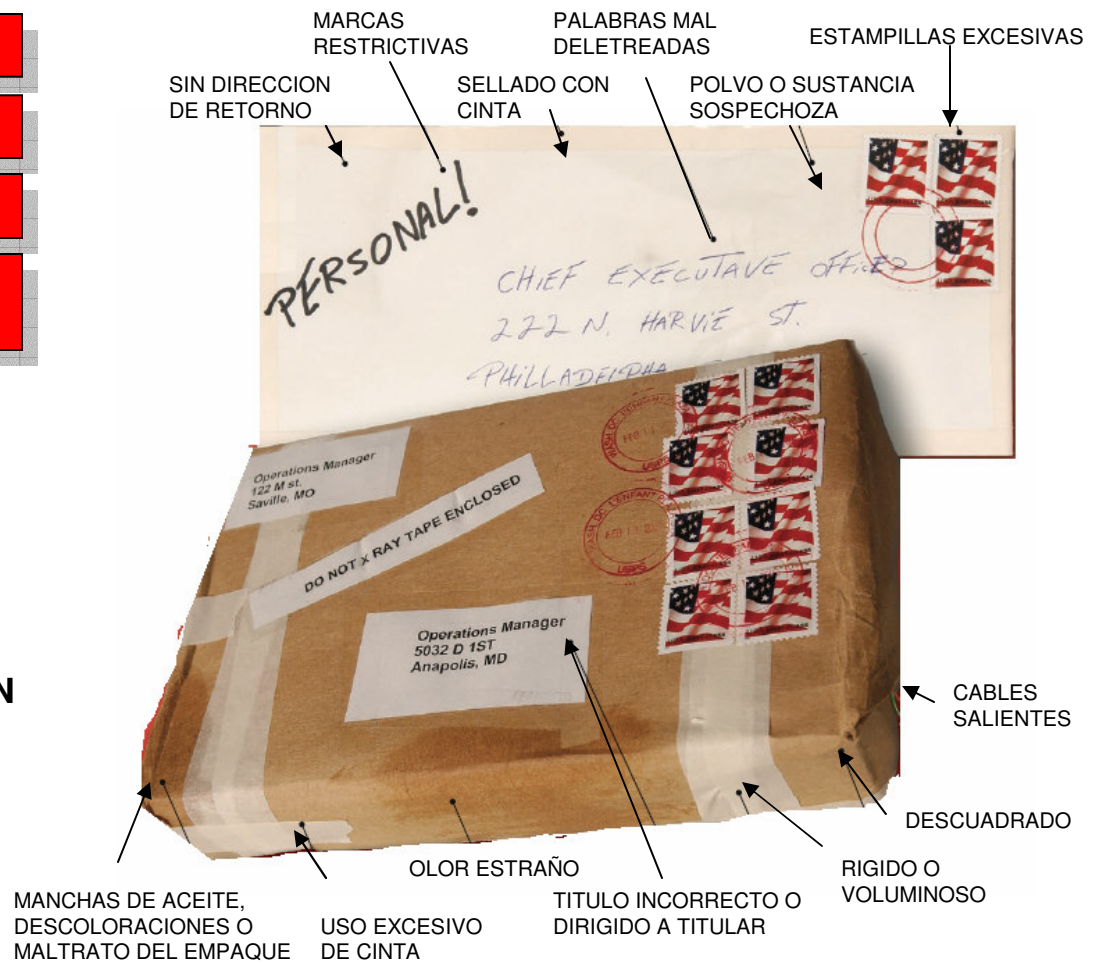 MARCAS
RESTRICTIVAS
PALABRAS MAL
DELETREADAS
ESTAMPILLAS EXCESIVAS
SIN DIRECCION
DE RETORNO
SELLADO CON
CINTA
POLVO O SUSTANCIA
SOSPECHOZA
PERSONAL!
CHIEF EXECUTAVE OFFICER
222 N. HARVIE ST.
PHILLADELPHA
Operations Manager
122 M st.
Saville, MO
DO NOT X RAY TAPE ENCLOSED
Operations Manager
5032 D 1ST
Anapolis, MD
N
CABLES
SALIENTES
DESCUADRADO
RIGIDO O
VOLUMINOSO
OLOR ESTRAÑO
TITULO INCORRECTO O
DIRIGIDO A TITULAR
USO EXCESIVO
DE CINTA
MANCHAS DE ACEITE,
DESCOLORACIONES O
MALTRATO DEL EMPAQUE